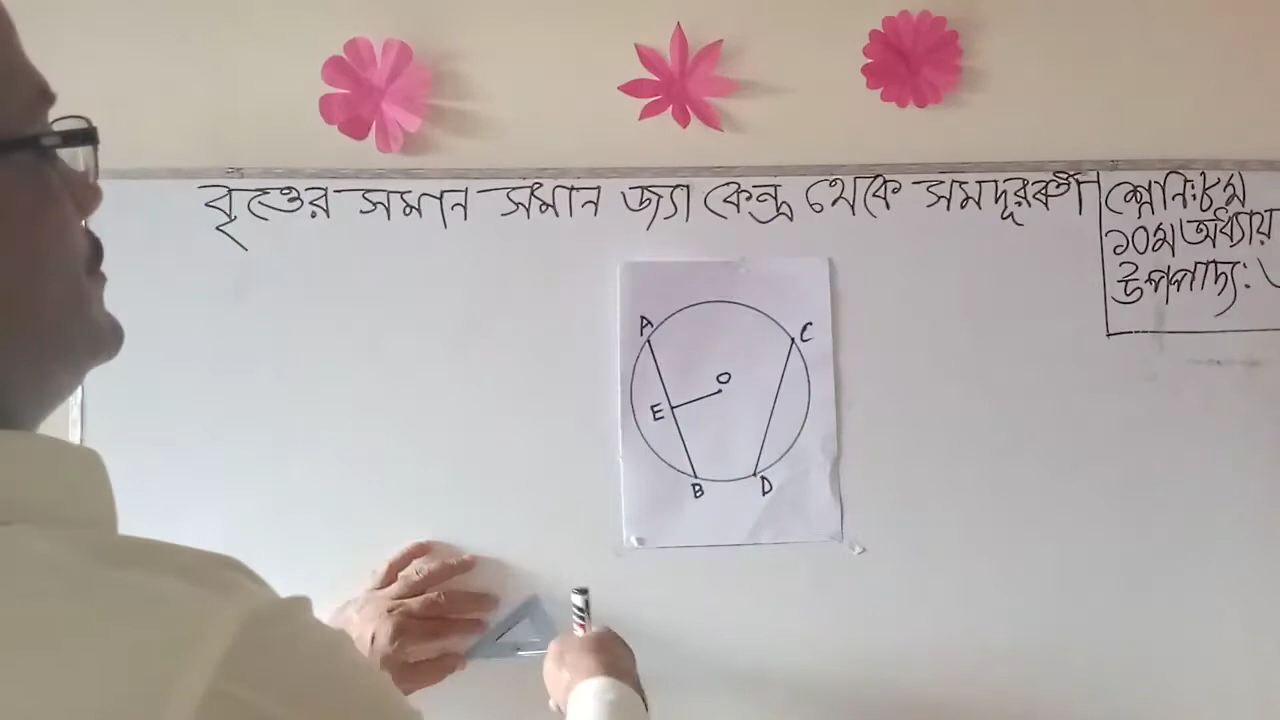 বৃত্তের সমান সমান জ্যা কেন্দ্র থেকে সমদূরবর্তী
শ্রেনি:৮ম
১০ম অধ্যায়
উপপাদ্য:
A
C
O
E
B
D